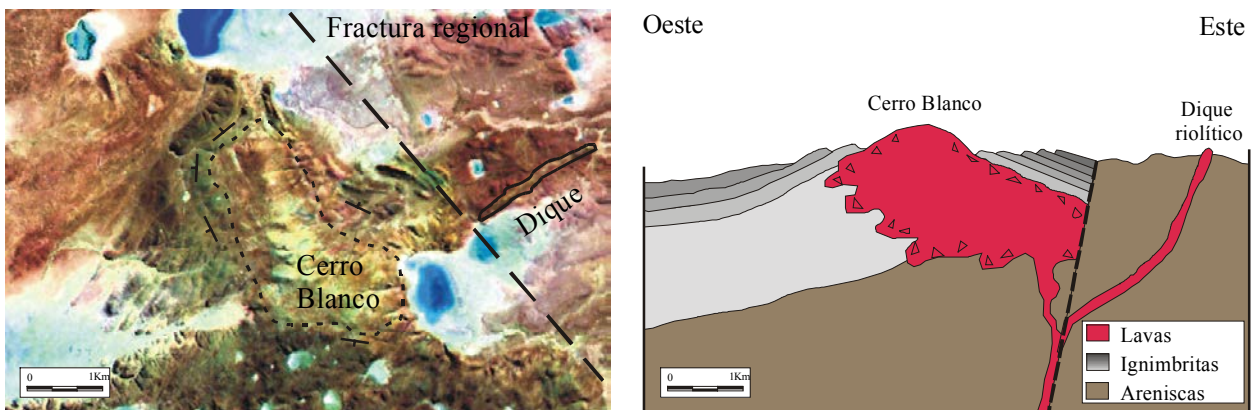 Fractura regional
Dique
Cerro
Blanco
0 1Km
Oeste
Este
Cerro Blanco
Dique
riolítico
Lavas
Ignimbritas
Areniscas
0 1Km